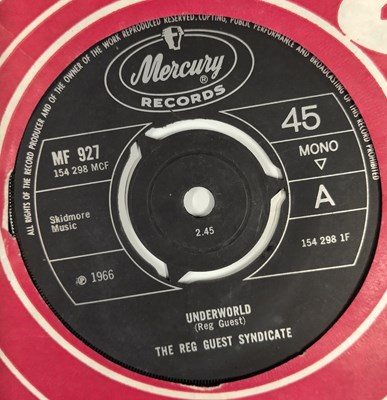 ALL RIGHTS OF THE RECORD PRODUCER AND OF THE OWNER OF THE WORK REPRODUCED RESERVED. COPYING, PUBLIC PERFORMANCE AND BROADCASTING OF THIS RECORD PROHIBITED
Mercury
®
RECORDS
MF 927
154 298 MCF
45
MONO
A
Skidmore
Music
2.45
154 298 1F
℗ 1966
UNDERWORLD
(Reg Guest)
THE REG GUEST SYNDICATE